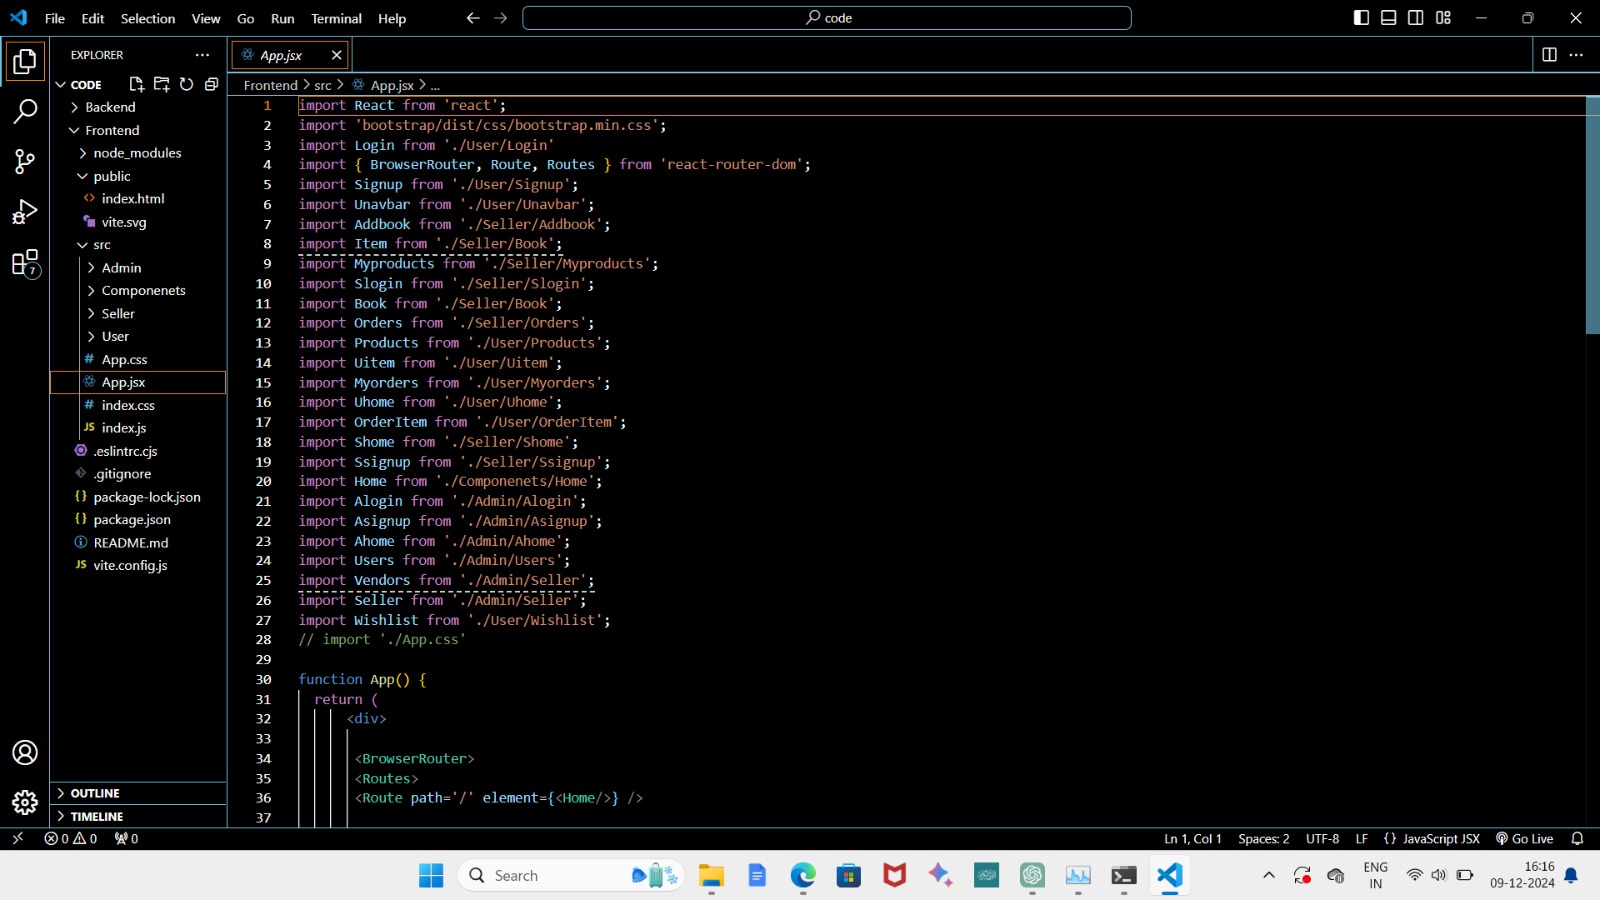 File Edit Selection View Go Run Terminal Help
code
EXPLORER
CODE
Backend
Frontend
node_modules
public
index.html
vite.svg
src
Admin
Componenets
Seller
User
App.css
App.jsx
index.css
index.js
.eslintrc.cjs
.gitignore
package-lock.json
package.json
README.md
vite.config.js
OUTLINE
TIMELINE
7
App.jsx
Frontend > src > App.jsx > ...
1 import React from 'react';
2 import 'bootstrap/dist/css/bootstrap.min.css';
3 import Login from './User/Login'
4 import { BrowserRouter, Route, Routes } from 'react-router-dom';
5 import Signup from './User/Signup';
6 import Unavbar from './User/Unavbar';
7 import Addbook from './Seller/Addbook';
8 import Item from './Seller/Book';
9 import Myproducts from './Seller/Myproducts';
10 import Slogin from './Seller/Slogin';
11 import Book from './Seller/Book';
12 import Orders from './Seller/Orders';
13 import Products from './User/Products';
14 import Uitem from './User/Uitem';
15 import Myorders from './User/Myorders';
16 import Uhome from './User/Uhome';
17 import OrderItem from './User/OrderItem';
18 import Shome from './Seller/Shome';
19 import Ssignup from './Seller/Ssignup';
20 import Home from './Componenets/Home';
21 import Alogin from './Admin/Alogin';
22 import Asignup from './Admin/Asignup';
23 import Ahome from './Admin/Ahome';
24 import Users from './Admin/Users';
25 import Vendors from './Admin/Seller';
26 import Seller from './Admin/Seller';
27 import Wishlist from './User/Wishlist';
28 // import './App.css'
29
30 function App() {
31 return (
32 <div>
33
34 <BrowserRouter>
35 <Routes>
36 <Route path='/' element={<Home/>} />
37
0 0 0
Ln 1, Col 1 Spaces: 2 UTF-8 LF {} JavaScript JSX Go Live
Search
ENG
IN
16:16
09-12-2024